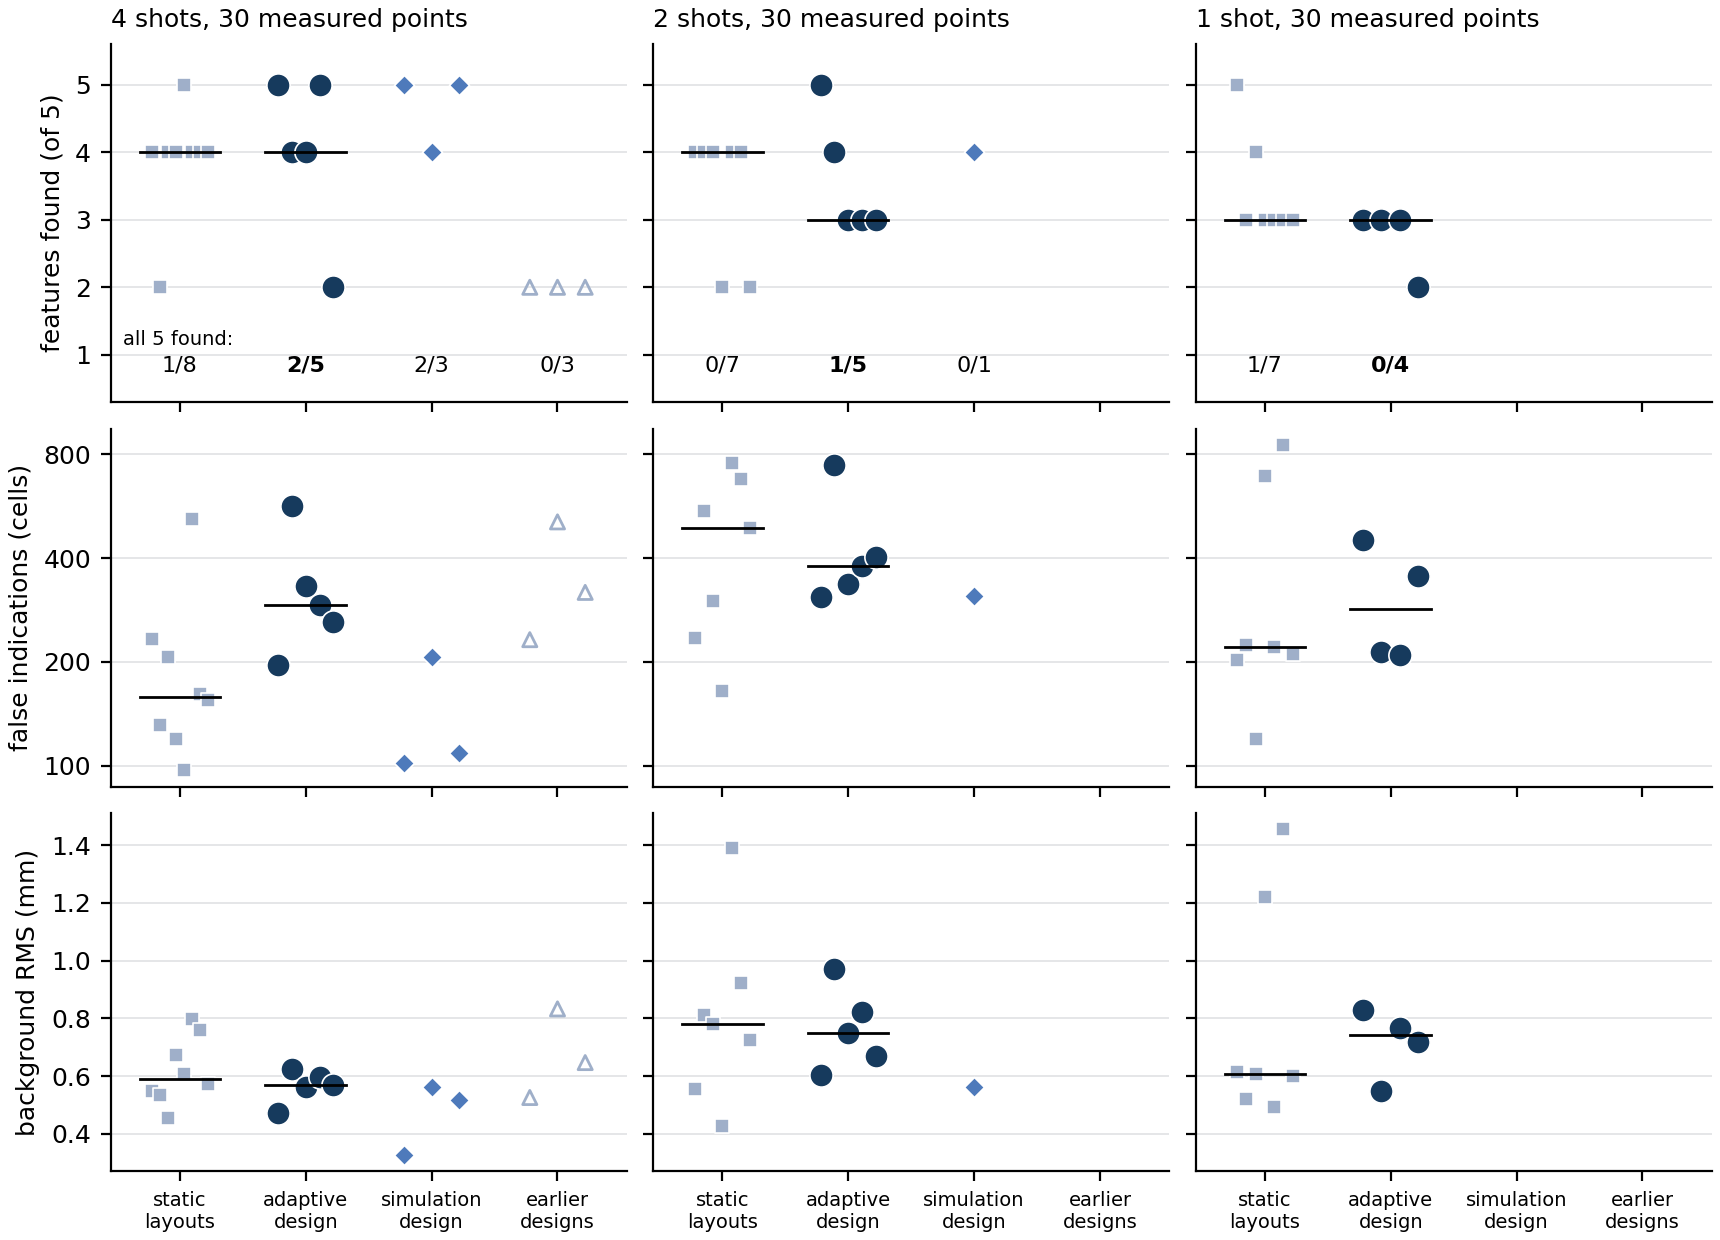 4 shots, 30 measured points
2 shots, 30 measured points
1 shot, 30 measured points
features found (of 5)
5
4
3
2
1
all 5 found:
1/8
2/5
2/3
0/3
0/7
1/5
0/1
1/7
0/4
false indications (cells)
800
400
200
100
background RMS (mm)
1.4
1.2
1.0
0.8
0.6
0.4
static
layouts
adaptive
design
simulation
design
earlier
designs
static
layouts
adaptive
design
simulation
design
earlier
designs
static
layouts
adaptive
design
simulation
design
earlier
designs